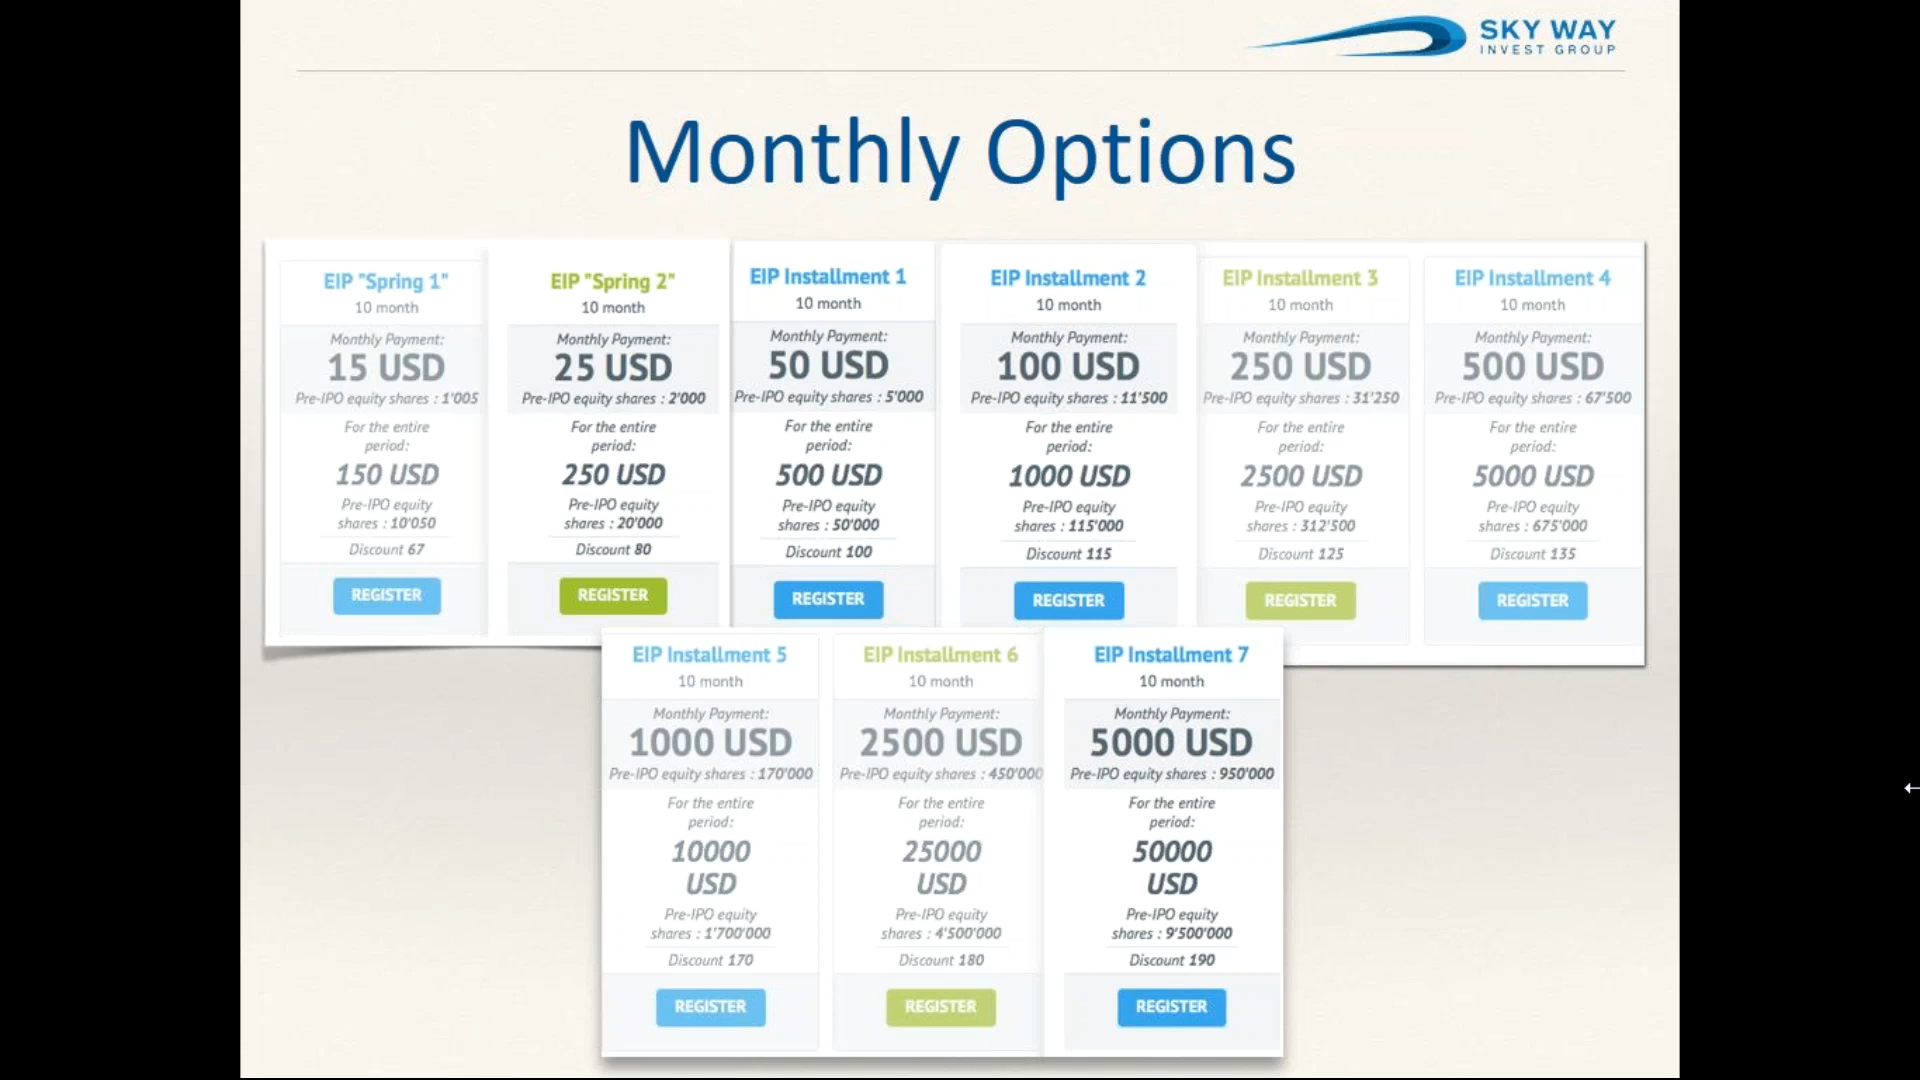 SKY WAY
INVEST GROUP
Monthly Options
EIP "Spring 1"
10 month
Monthly Payment:
15 USD
Pre-IPO equity shares : 1'005
For the entire
period:
150 USD
Pre-IPO equity
shares : 10'050
Discount 67
REGISTER
EIP "Spring 2"
10 month
Monthly Payment:
25 USD
Pre-IPO equity shares : 2'000
For the entire
period:
250 USD
Pre-IPO equity
shares : 20'000
Discount 80
REGISTER
EIP Installment 1
10 month
Monthly Payment:
50 USD
Pre-IPO equity shares : 5'000
For the entire
period:
500 USD
Pre-IPO equity
shares : 50'000
Discount 100
REGISTER
EIP Installment 2
10 month
Monthly Payment:
100 USD
Pre-IPO equity shares : 11'500
For the entire
period:
1000 USD
Pre-IPO equity
shares : 115'000
Discount 115
REGISTER
EIP Installment 3
10 month
Monthly Payment:
250 USD
Pre-IPO equity shares : 31'250
For the entire
period:
2500 USD
Pre-IPO equity
shares : 312'500
Discount 125
REGISTER
EIP Installment 4
10 month
Monthly Payment:
500 USD
Pre-IPO equity shares : 67'500
For the entire
period:
5000 USD
Pre-IPO equity
shares : 675'000
Discount 135
REGISTER
EIP Installment 5
10 month
Monthly Payment:
1000 USD
Pre-IPO equity shares : 170'000
For the entire
period:
10000
USD
Pre-IPO equity
shares : 1'700'000
Discount 170
REGISTER
EIP Installment 6
10 month
Monthly Payment:
2500 USD
Pre-IPO equity shares : 450'000
For the entire
period:
25000
USD
Pre-IPO equity
shares : 4'500'000
Discount 180
REGISTER
EIP Installment 7
10 month
Monthly Payment:
5000 USD
Pre-IPO equity shares : 950'000
For the entire
period:
50000
USD
Pre-IPO equity
shares : 9'500'000
Discount 190
REGISTER